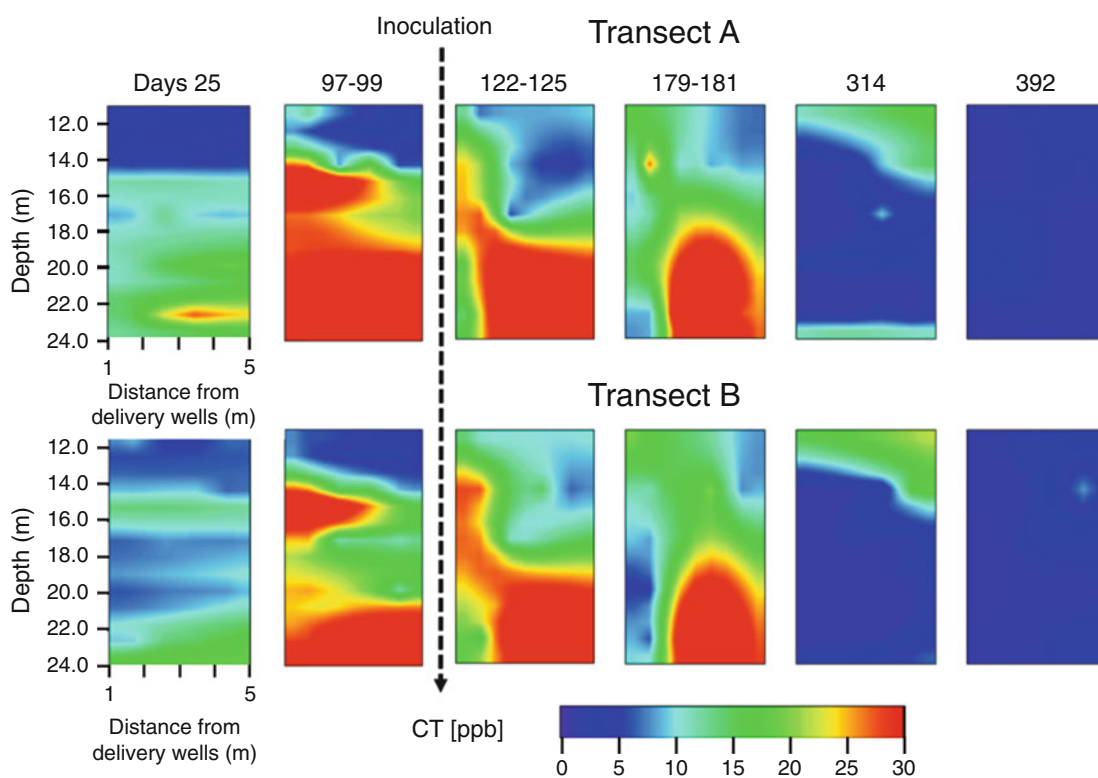 Inoculation
Transect A
Days 25
97-99
122-125
179-181
314
392
Depth (m)
12.0
14.0
16.0
18.0
20.0
22.0
24.0
1
5
Distance from
delivery wells (m)
Transect B
Depth (m)
12.0
14.0
16.0
18.0
20.0
22.0
24.0
1
5
Distance from
delivery wells (m)
CT [ppb]
0
5
10
15
20
25
30